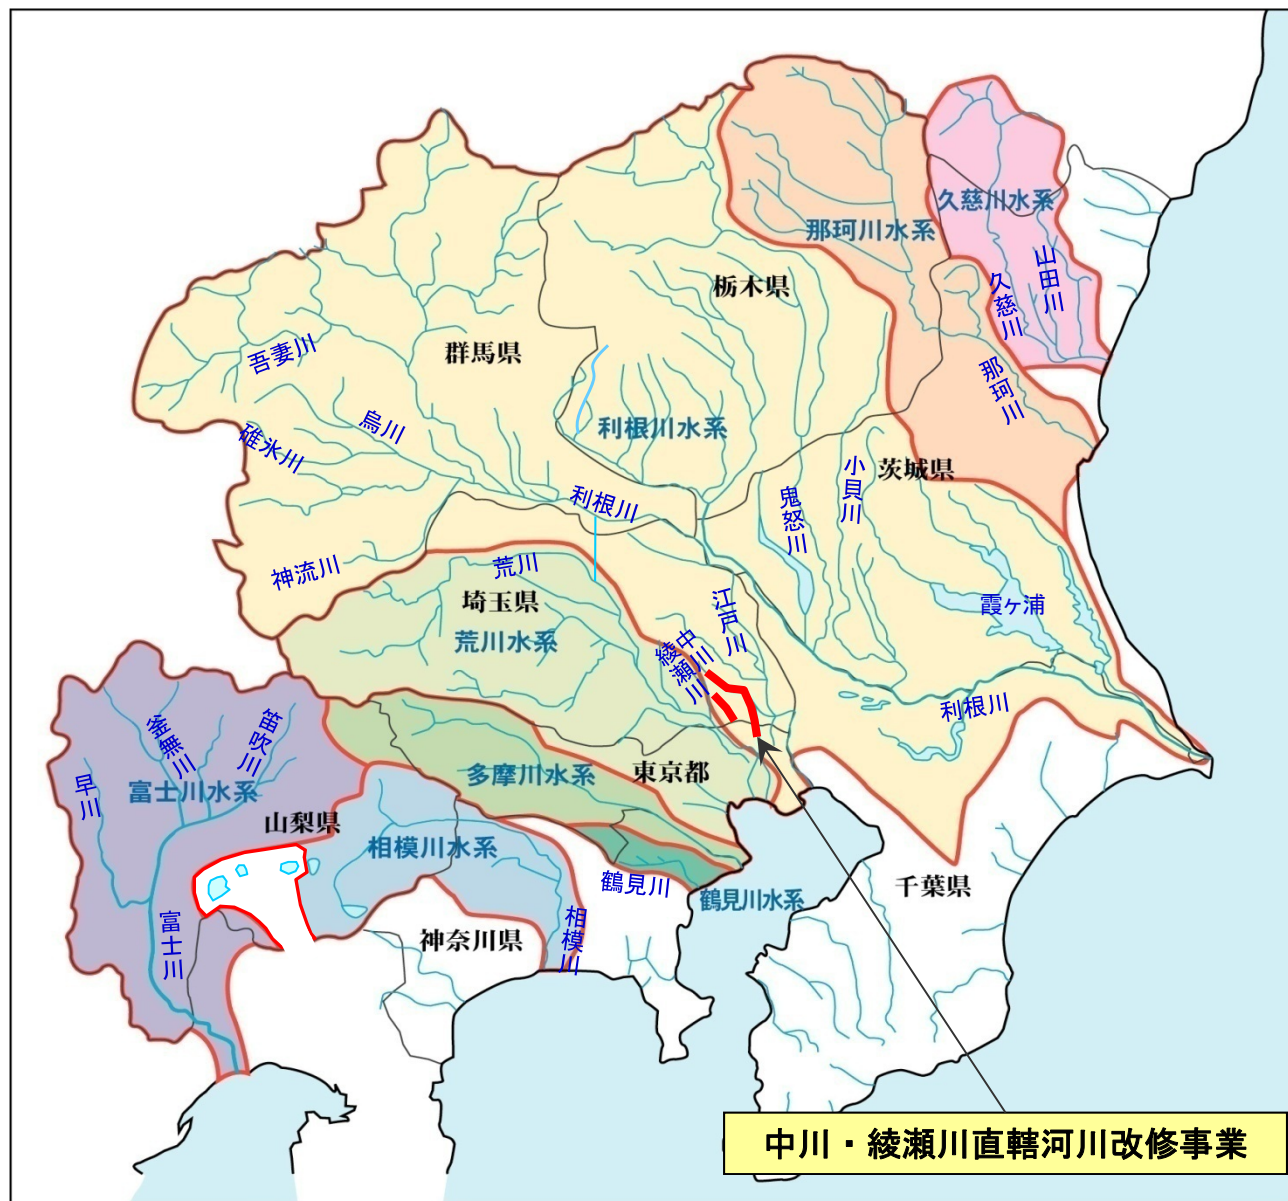 久慈川水系
那珂川水系
山田川
栃木県
久慈川
吾妻川
群馬県
那珂川
烏川
利根川水系
碓氷川
小貝川
茨城県
利根川
鬼怒川
神流川
荒川
埼玉県
江戸川
霞ヶ浦
荒川水系
中川
綾瀬川
利根川
釜無川
笛吹川
早川
富士川水系
多摩川水系
東京都
山梨県
相模川水系
鶴見川
千葉県
鶴見川水系
富士川
神奈川県
相模川
中川・綾瀬川直轄河川改修事業